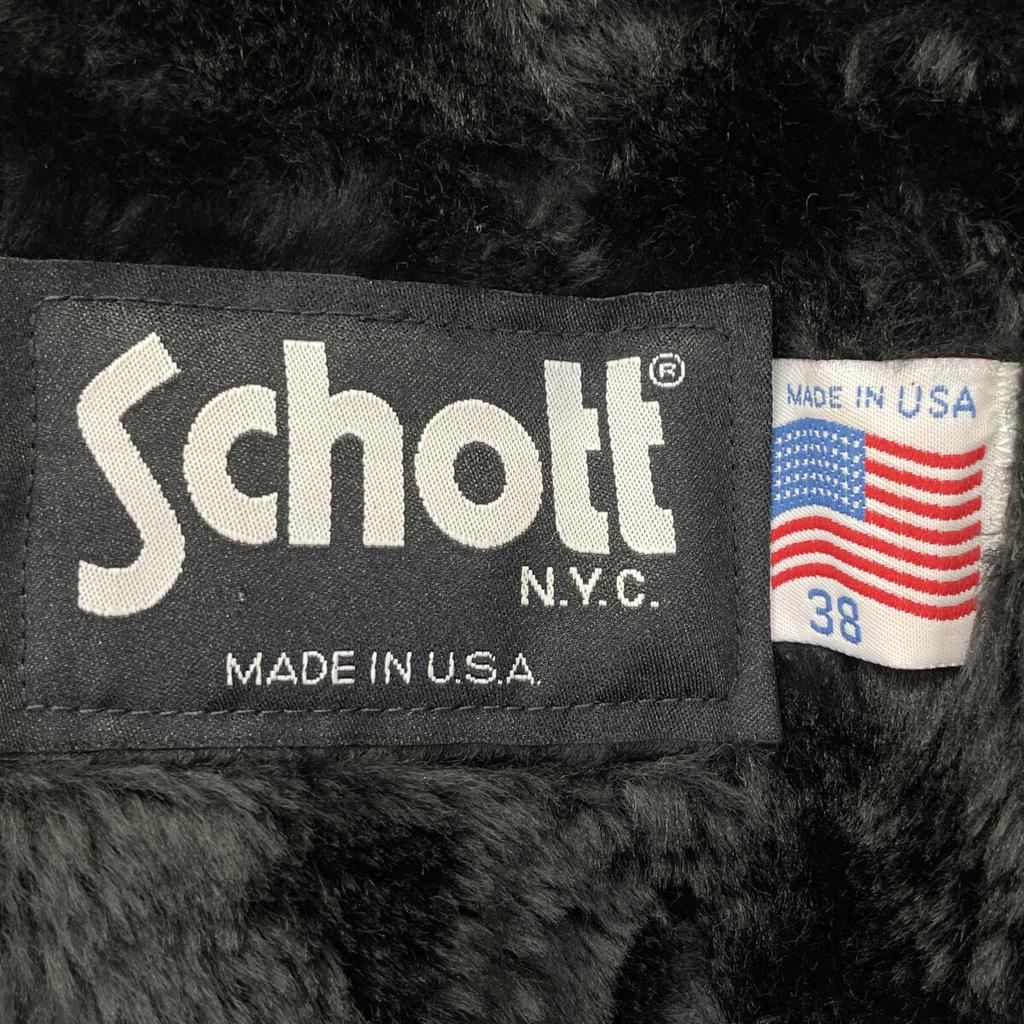 Schott®
N.Y.C.
MADE IN U.S.A.
MADE IN USA
38